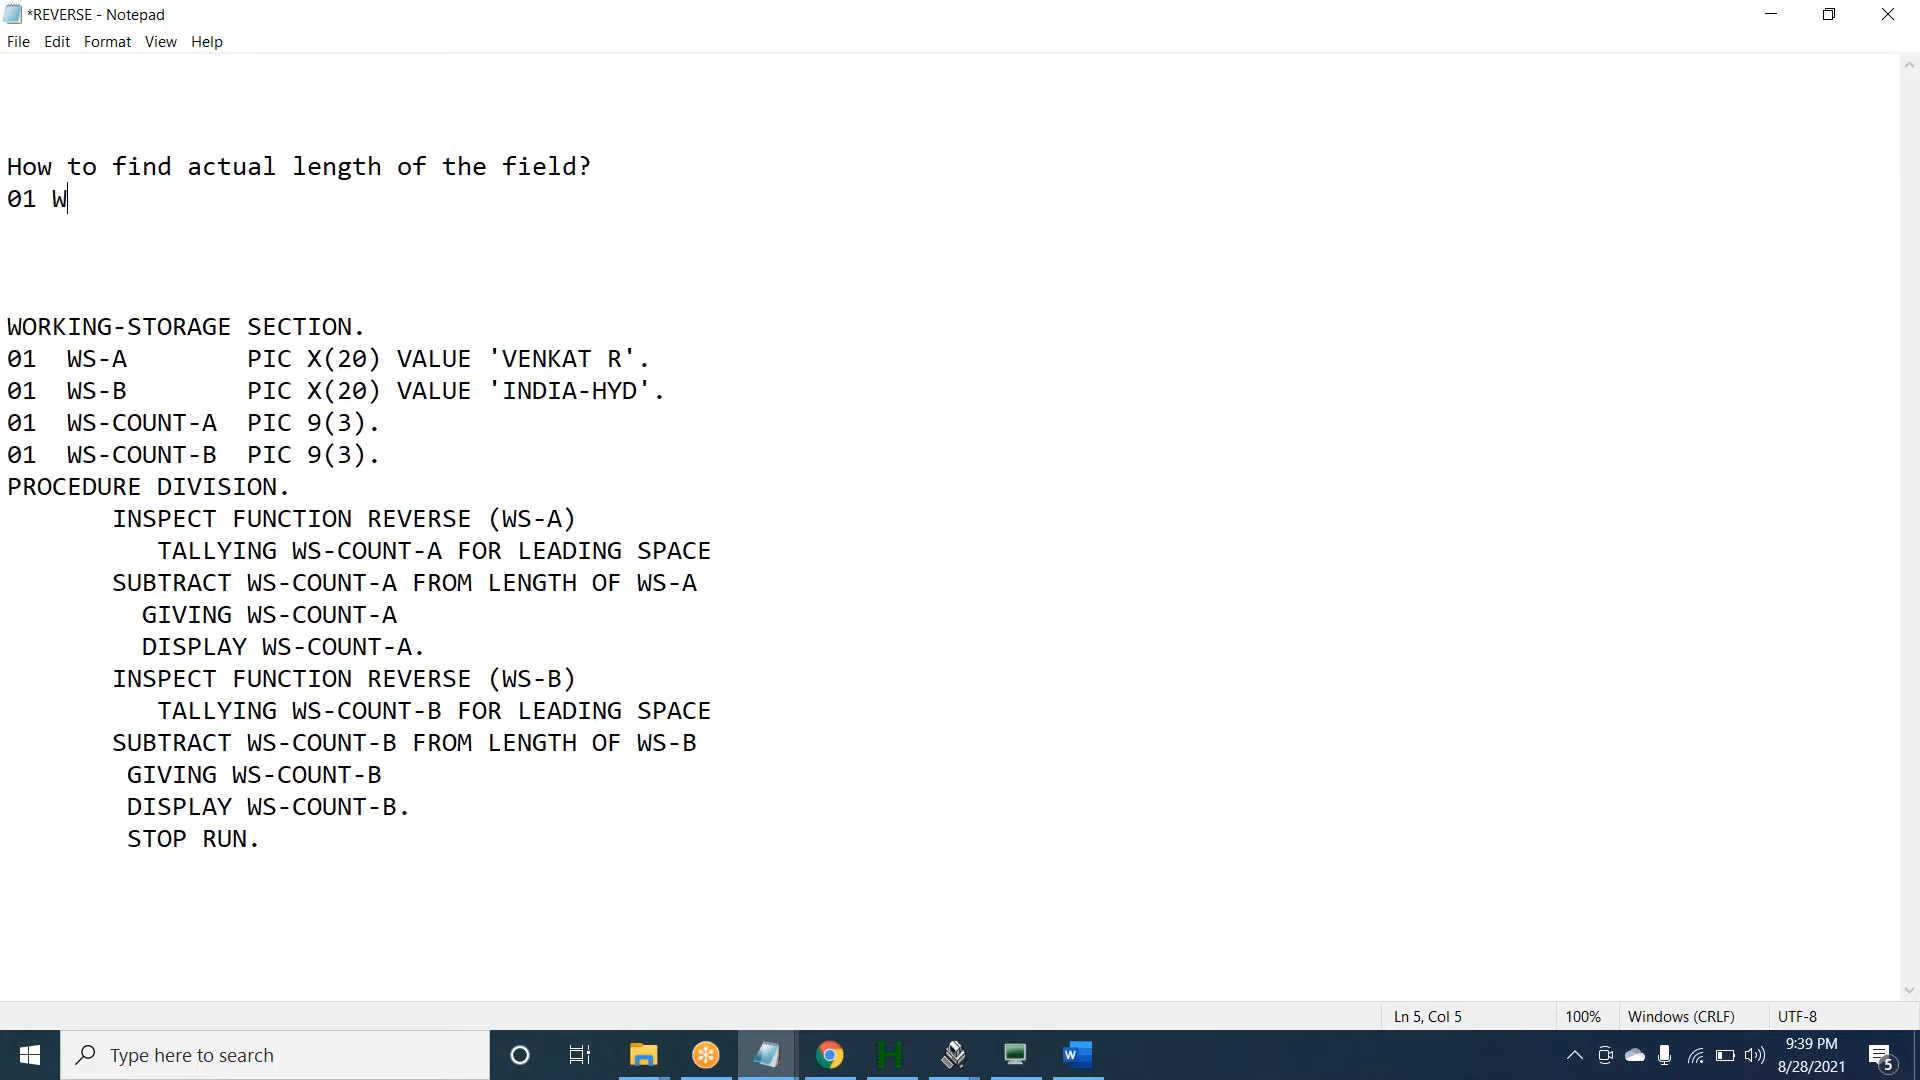 *REVERSE - Notepad
File Edit Format View Help
How to find actual length of the field?
01 W
WORKING-STORAGE SECTION.
01  WS-A        PIC X(20) VALUE 'VENKAT R'.
01  WS-B        PIC X(20) VALUE 'INDIA-HYD'.
01  WS-COUNT-A  PIC 9(3).
01  WS-COUNT-B  PIC 9(3).
PROCEDURE DIVISION.
       INSPECT FUNCTION REVERSE (WS-A)
          TALLYING WS-COUNT-A FOR LEADING SPACE
       SUBTRACT WS-COUNT-A FROM LENGTH OF WS-A
         GIVING WS-COUNT-A
         DISPLAY WS-COUNT-A.
       INSPECT FUNCTION REVERSE (WS-B)
          TALLYING WS-COUNT-B FOR LEADING SPACE
       SUBTRACT WS-COUNT-B FROM LENGTH OF WS-B
        GIVING WS-COUNT-B
        DISPLAY WS-COUNT-B.
        STOP RUN.
Ln 5, Col 5 100% Windows (CRLF) UTF-8
Type here to search
H
W
9:39 PM
8/28/2021
5